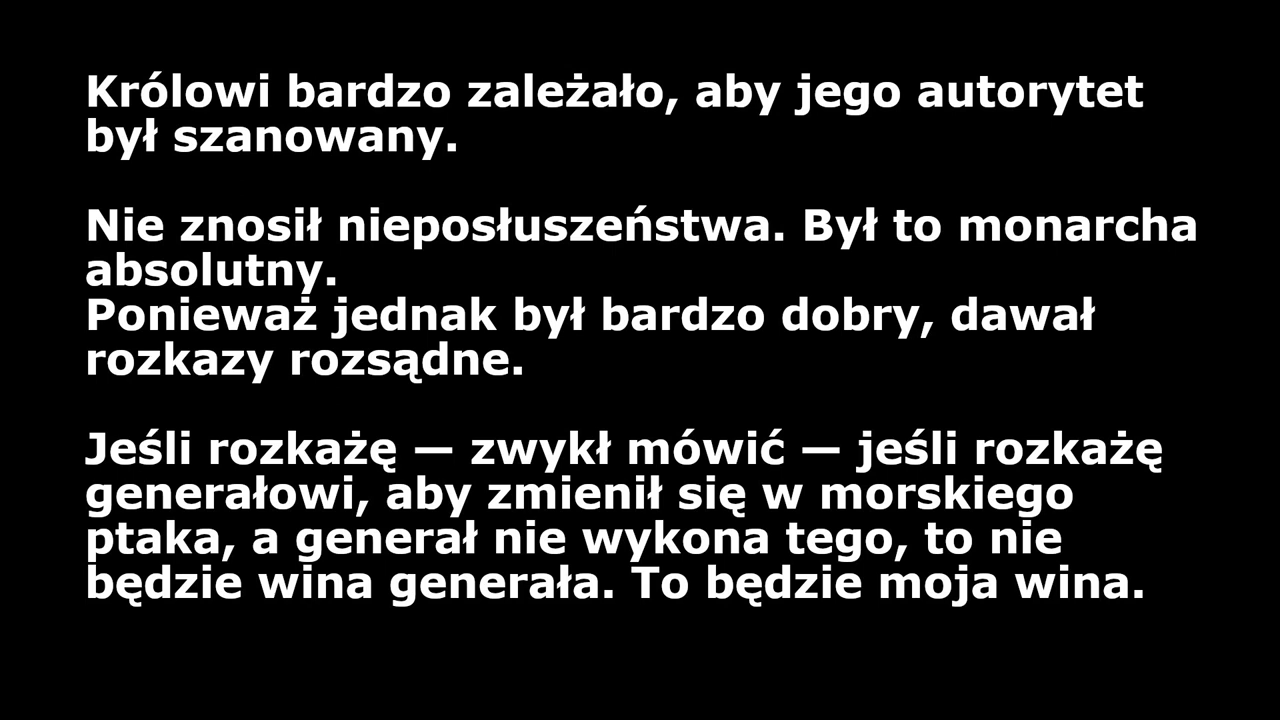 Królowi bardzo zależało, aby jego autorytet
był szanowany.
Nie znosił nieposłuszeństwa. Był to monarcha
absolutny.
Ponieważ jednak był bardzo dobry, dawał
rozkazy rozsądne.
Jeśli rozkażę — zwykł mówić — jeśli rozkażę
generałowi, aby zmienił się w morskiego
ptaka, a generał nie wykona tego, to nie
będzie wina generała. To będzie moja wina.